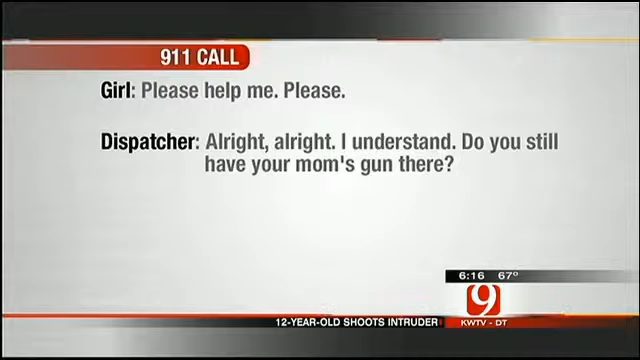 911 CALL
Girl: Please help me. Please.
Dispatcher: Alright, alright. I understand. Do you still
have your mom's gun there?
6:16 67°
9
12-YEAR-OLD SHOOTS INTRUDER
KWTV - DT